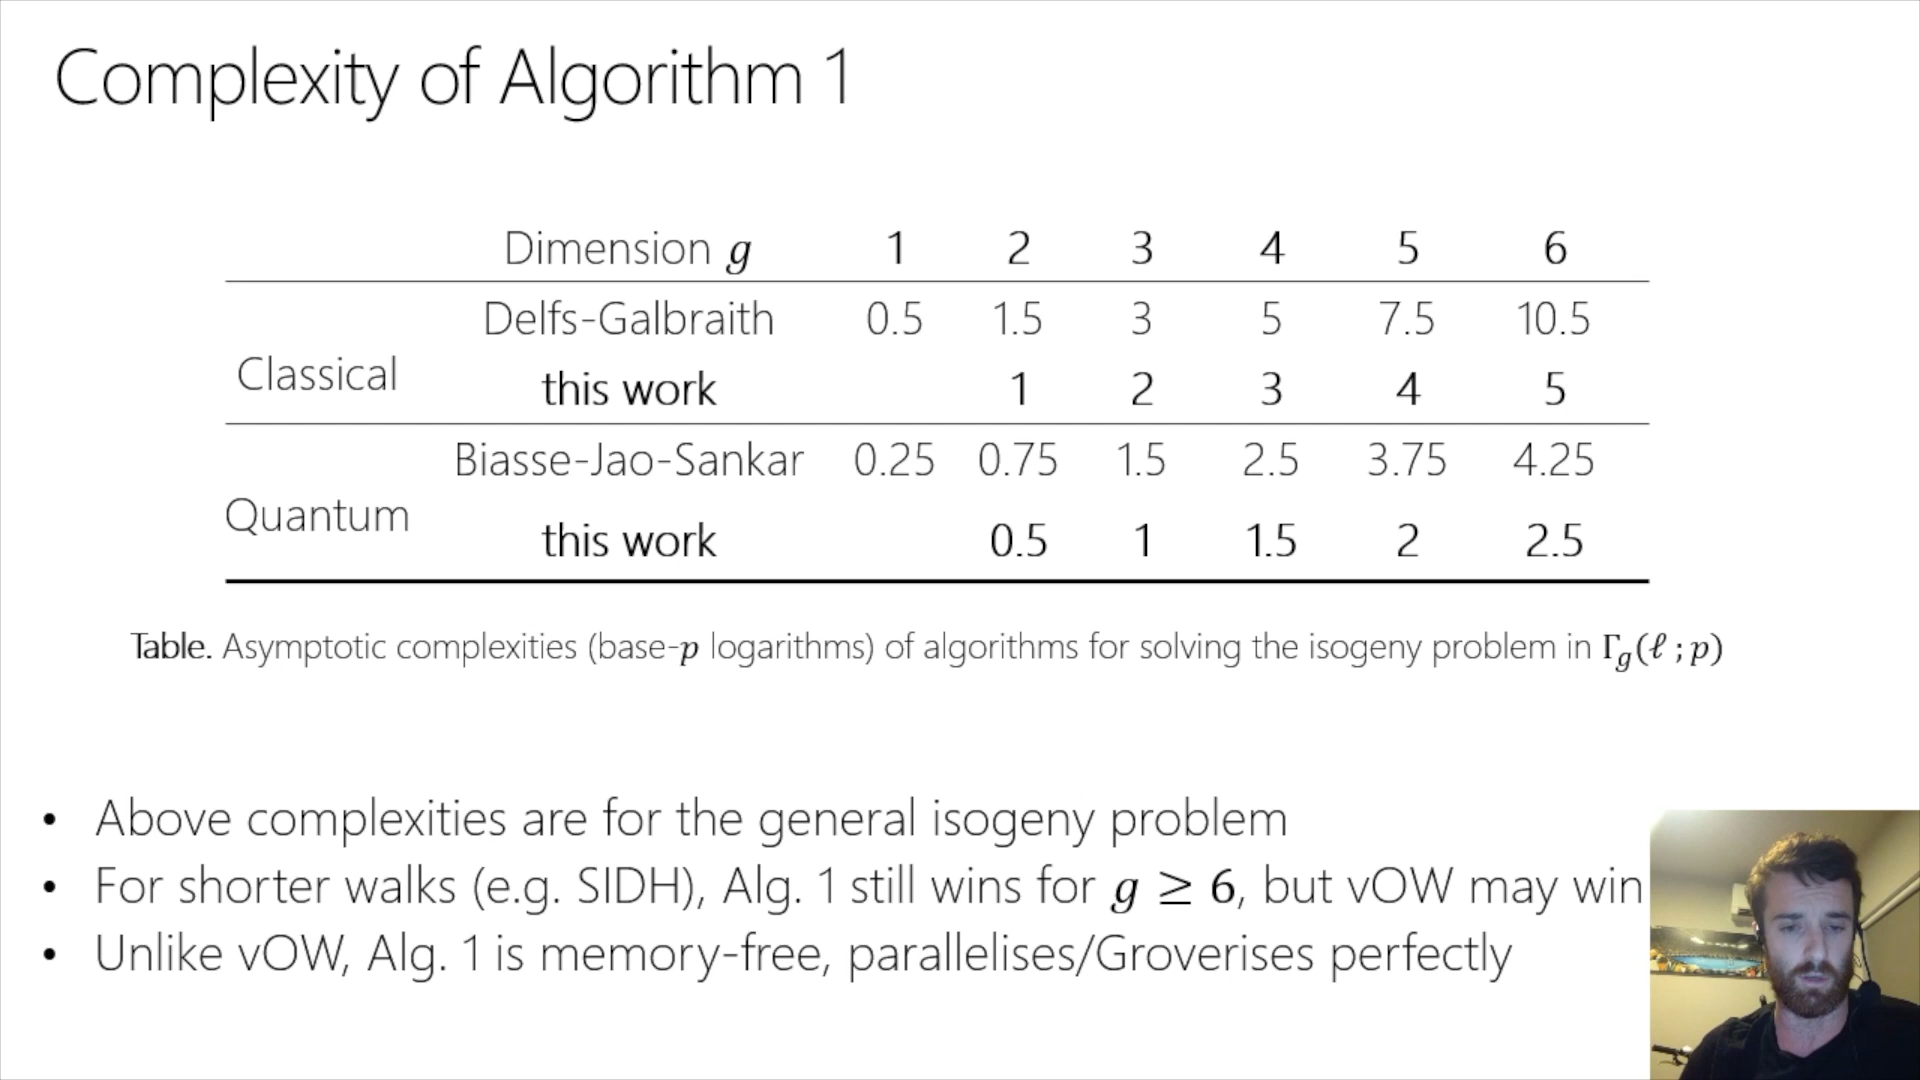 Complexity of Algorithm 1
Dimension g 1 2 3 4 5 6
Delfs-Galbraith 0.5 1.5 3 5 7.5 10.5
Classical
this work 1 2 3 4 5
Biasse-Jao-Sankar 0.25 0.75 1.5 2.5 3.75 4.25
Quantum
this work 0.5 1 1.5 2 2.5
Table. Asymptotic complexities (base-p logarithms) of algorithms for solving the isogeny problem in Γg(ℓ ; p)
• Above complexities are for the general isogeny problem
• For shorter walks (e.g. SIDH), Alg. 1 still wins for g ≥ 6, but vOW may win
• Unlike vOW, Alg. 1 is memory-free, parallelises/Groverises perfectly